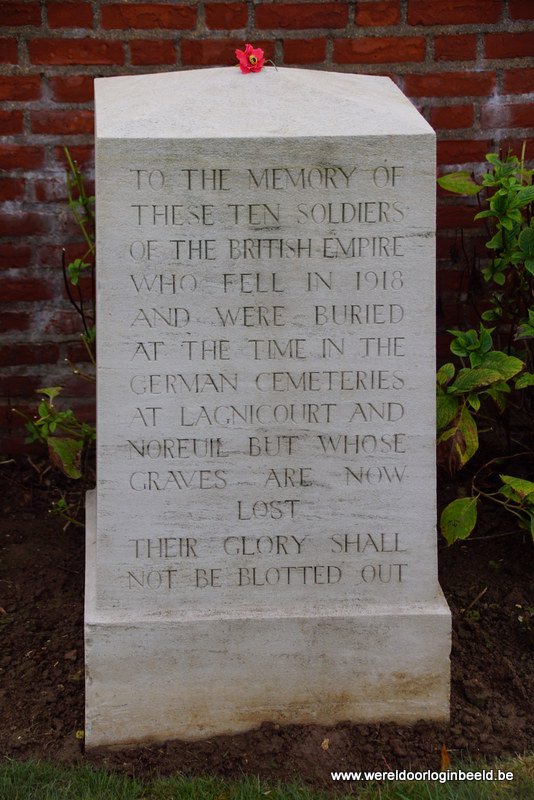 TO THE MEMORY OF
THESE TEN SOLDIERS
OF THE BRITISH EMPIRE
WHO FELL IN 1918
AND WERE BURIED
AT THE TIME IN THE
GERMAN CEMETERIES
AT LAGNICOURT AND
NOREUIL BUT WHOSE
GRAVES ARE NOW
LOST
THEIR GLORY SHALL
NOT BE BLOTTED OUT
www.wereldoorloginbeeld.be